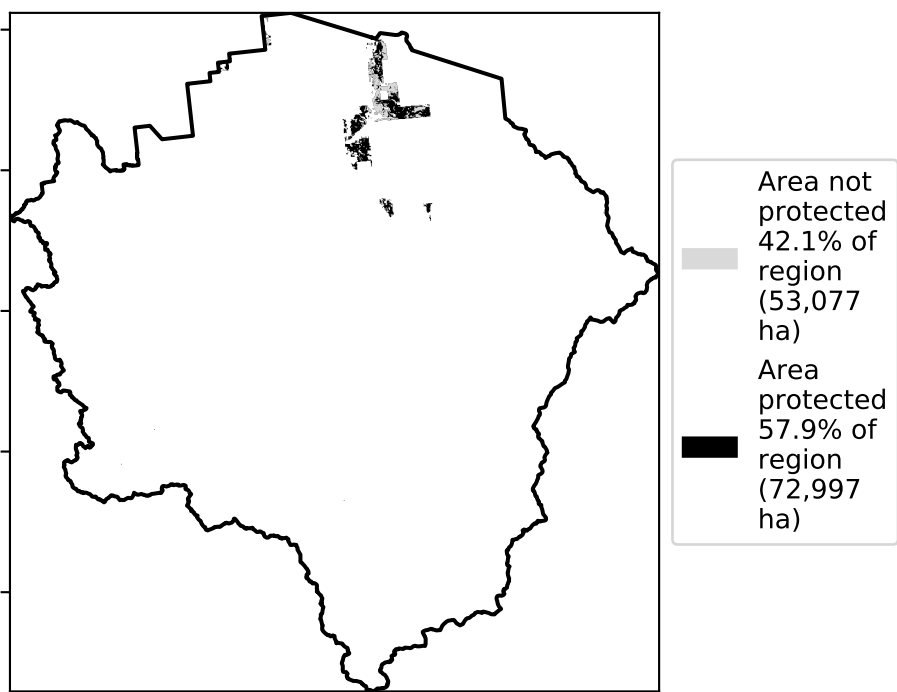 Area not
protected
42.1% of
region
(53,077
ha)
Area
protected
57.9% of
region
(72,997
ha)